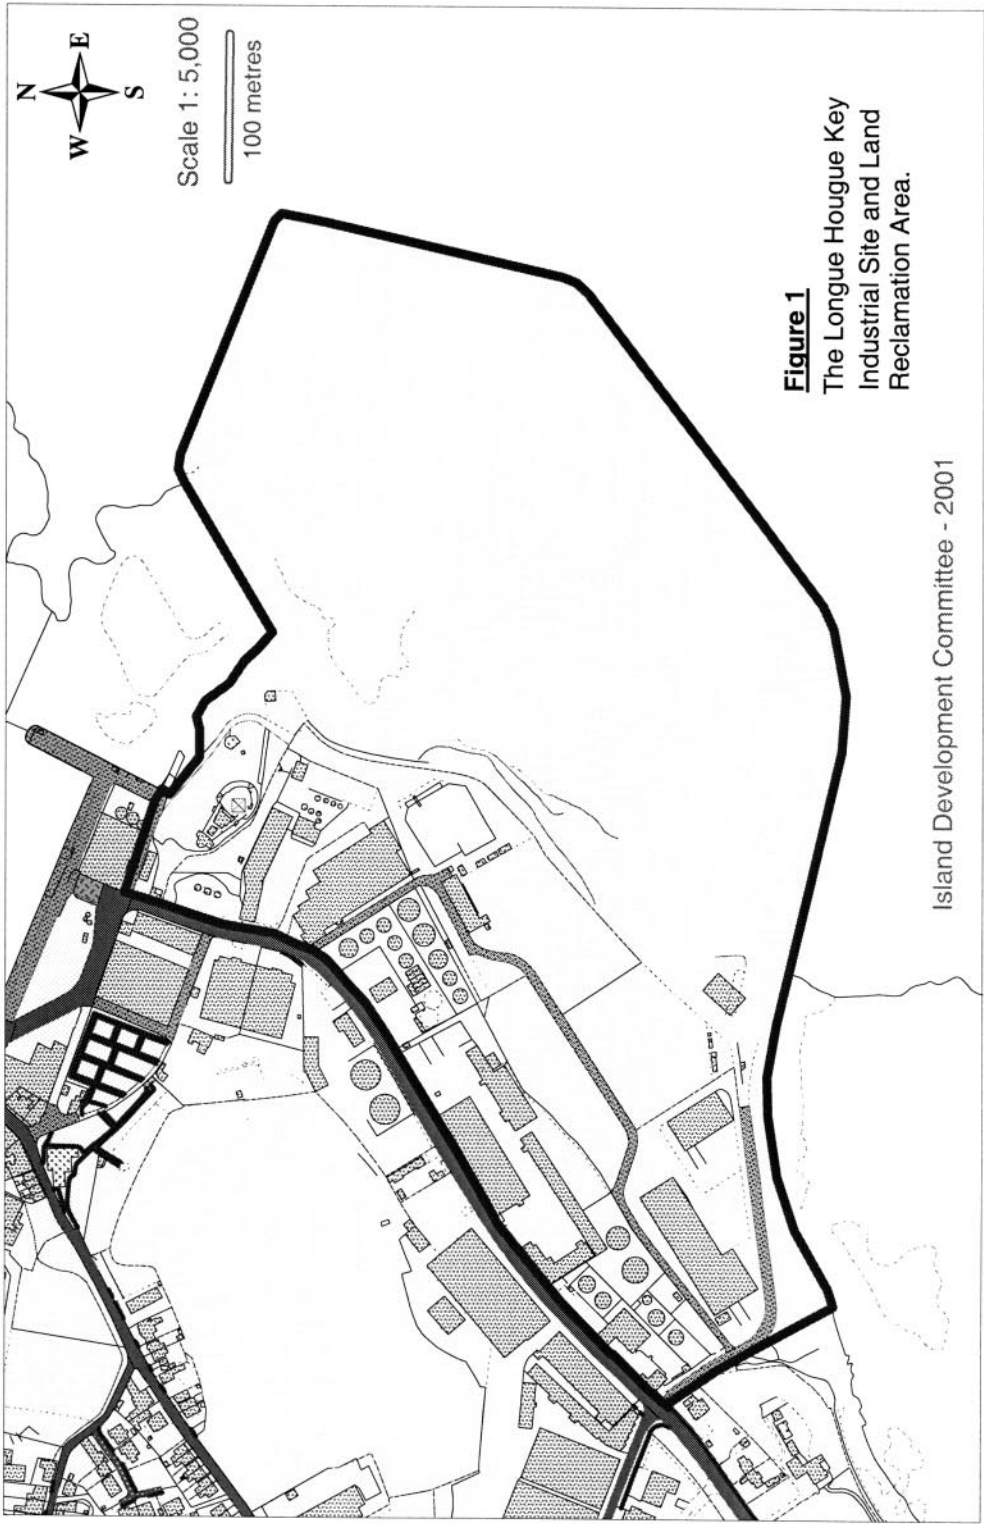 N
E
W
S
Scale 1: 5,000
100 metres
Figure 1
The Longue Hougue Key
Industrial Site and Land
Reclamation Area.
Island Development Committee - 2001